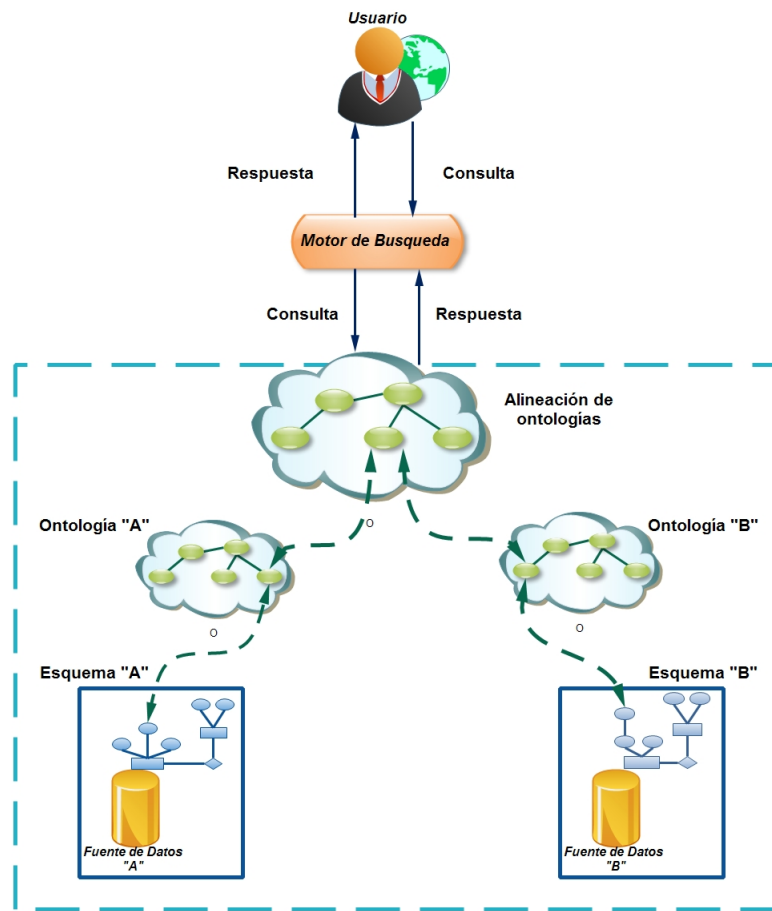 Usuario
Respuesta
Consulta
Motor de Busqueda
Consulta
Respuesta
Alineación de
ontologías
Ontología "A"
Ontología "B"
O
O
O
Esquema "A"
Esquema "B"
Fuente de Datos
"A"
Fuente de Datos
"B"